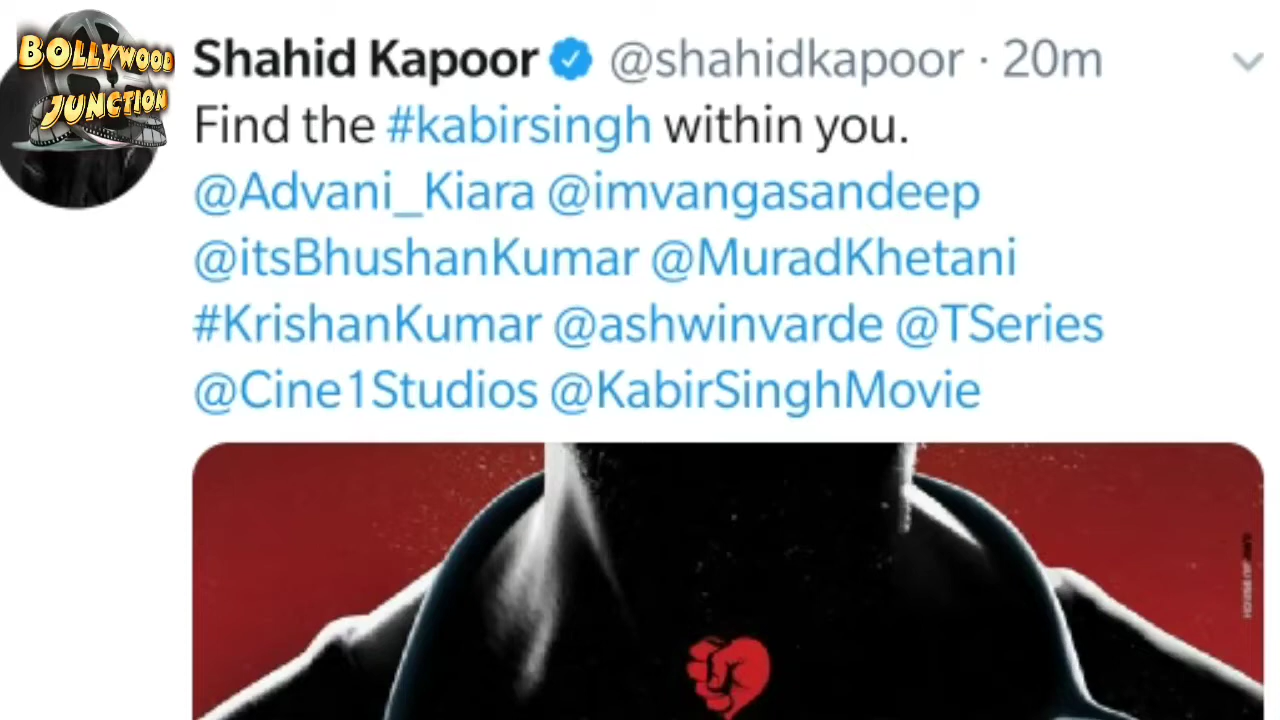 BOLLYWOOD
JUNCTION
Shahid Kapoor @shahidkapoor · 20m
Find the #kabirsingh within you.
@Advani_Kiara @imvangasandeep
@itsBhushanKumar @MuradKhetani
#KrishanKumar @ashwinvarde @TSeries
@Cine1Studios @KabirSinghMovie